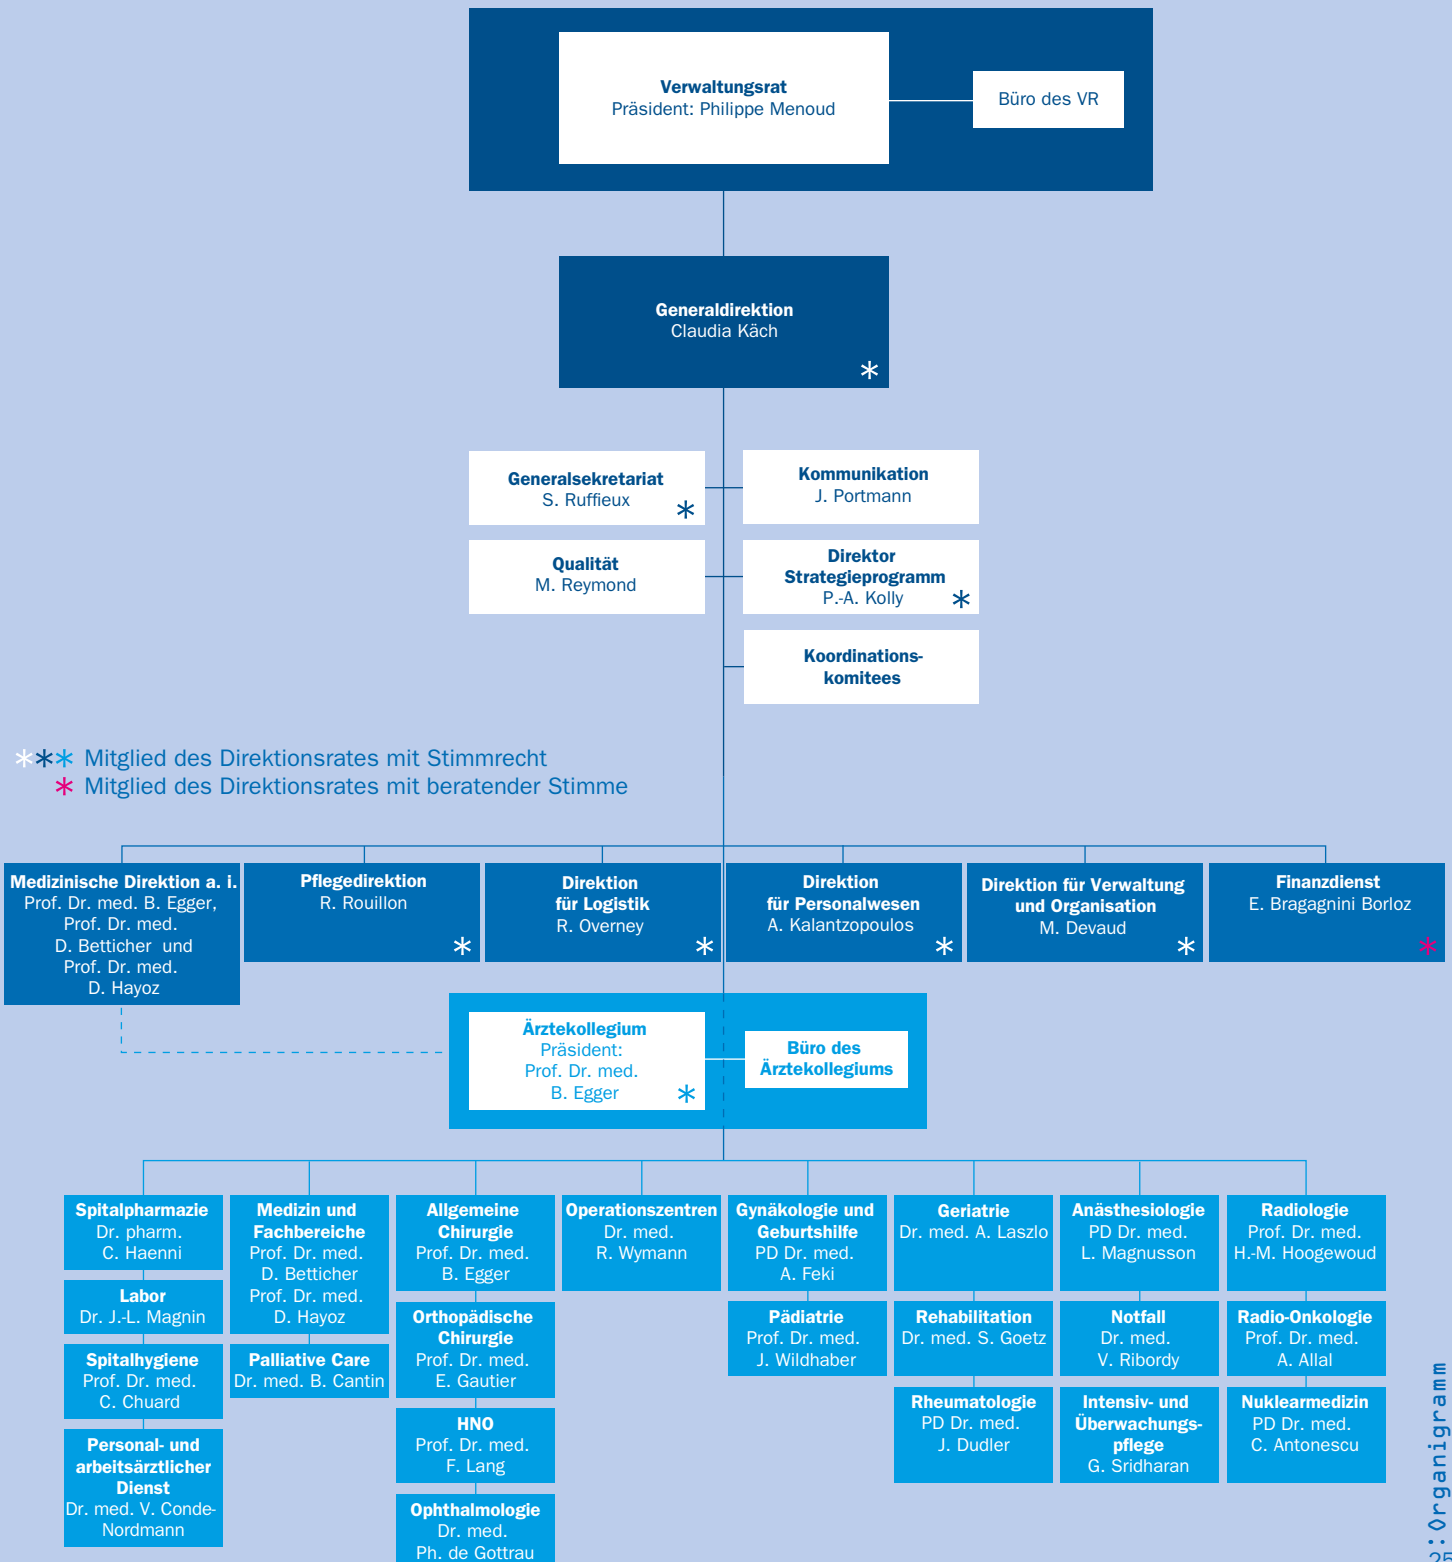 Verwaltungsrat
Präsident: Philippe Menoud
Büro des VR
Generaldirektion
Claudia Käch
*
Generalsekretariat
S. Ruffieux
*
Kommunikation
J. Portmann
Qualität
M. Reymond
Direktor
Strategieprogramm
P.-A. Kolly
*
Koordinations-
komitees
*** Mitglied des Direktionsrates mit Stimmrecht
* Mitglied des Direktionsrates mit beratender Stimme
Medizinische Direktion a. i.
Prof. Dr. med. B. Egger,
Prof. Dr. med.
D. Betticher und
Prof. Dr. med.
D. Hayoz
Pflegedirektion
R. Rouillon
*
Direktion
für Logistik
R. Overney
*
Direktion
für Personalwesen
A. Kalantzopoulos
*
Direktion für Verwaltung
und Organisation
M. Devaud
*
Finanzdienst
E. Bragagnini Borloz
*
Ärztekollegium
Präsident:
Prof. Dr. med.
B. Egger
*
Büro des
Ärztekollegiums
Spitalpharmazie
Dr. pharm.
C. Haenni
Labor
Dr. J.-L. Magnin
Spitalhygiene
Prof. Dr. med.
C. Chuard
Personal- und
arbeitsärztlicher
Dienst
Dr. med. V. Conde-
Nordmann
Medizin und
Fachbereiche
Prof. Dr. med.
D. Betticher
Prof. Dr. med.
D. Hayoz
Palliative Care
Dr. med. B. Cantin
Allgemeine
Chirurgie
Prof. Dr. med.
B. Egger
Orthopädische
Chirurgie
Prof. Dr. med.
E. Gautier
HNO
Prof. Dr. med.
F. Lang
Ophthalmologie
Dr. med.
Ph. de Gottrau
Operationszentren
Dr. med.
R. Wymann
Gynäkologie und
Geburtshilfe
PD Dr. med.
A. Feki
Pädiatrie
Prof. Dr. med.
J. Wildhaber
Geriatrie
Dr. med. A. Laszlo
Rehabilitation
Dr. med. S. Goetz
Rheumatologie
PD Dr. med.
J. Dudler
Anästhesiologie
PD Dr. med.
L. Magnusson
Notfall
Dr. med.
V. Ribordy
Intensiv- und
Überwachungs-
pflege
G. Sridharan
Radiologie
Prof. Dr. med.
H.-M. Hoogewoud
Radio-Onkologie
Prof. Dr. med.
A. Allal
Nuklearmedizin
PD Dr. med.
C. Antonescu
::Organigramm